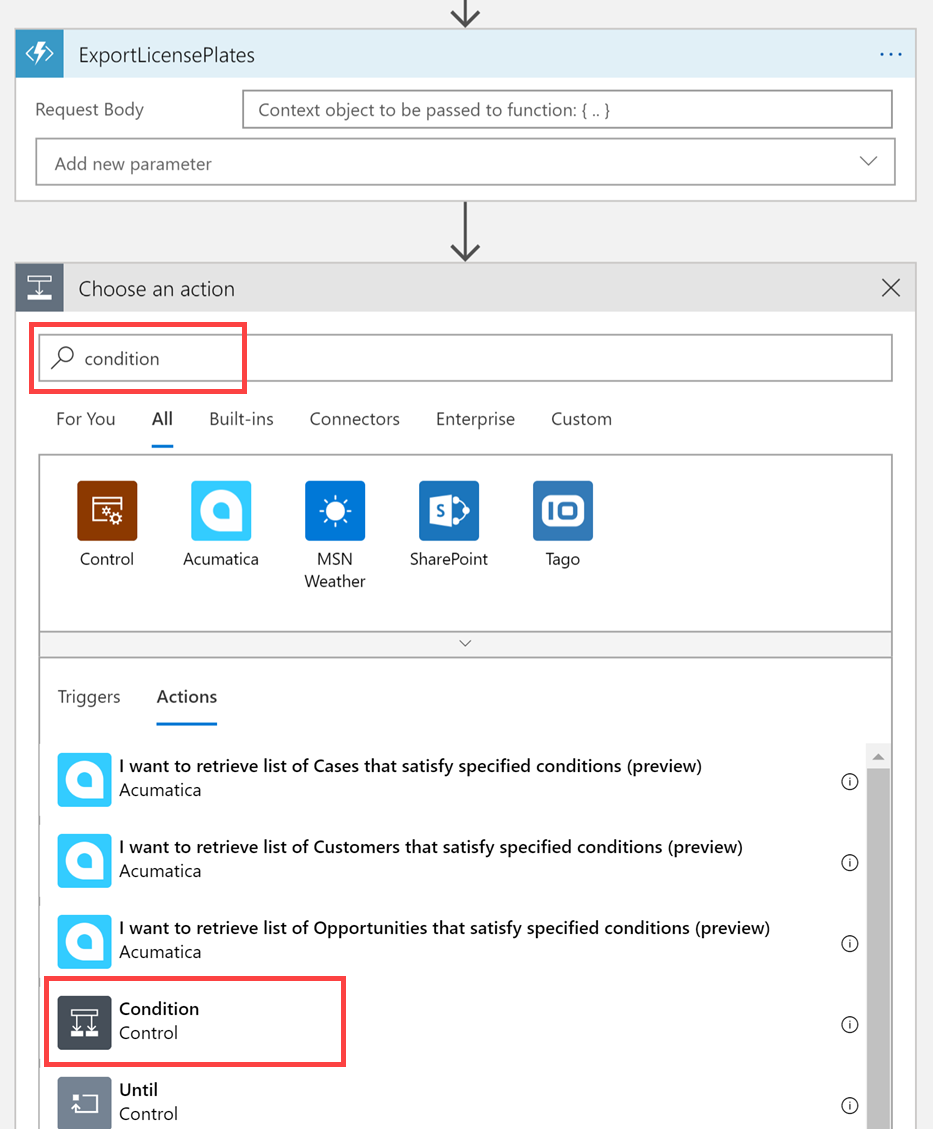 ExportLicensePlates
Request Body
Context object to be passed to function: { .. }
Add new parameter
Choose an action
condition
For You All Built-ins Connectors Enterprise Custom
Control Acumatica MSN SharePoint Tago
Weather
Triggers Actions
I want to retrieve list of Cases that satisfy specified conditions (preview)
Acumatica
I want to retrieve list of Customers that satisfy specified conditions (preview)
Acumatica
I want to retrieve list of Opportunities that satisfy specified conditions (preview)
Acumatica
Condition
Control
Until
Control